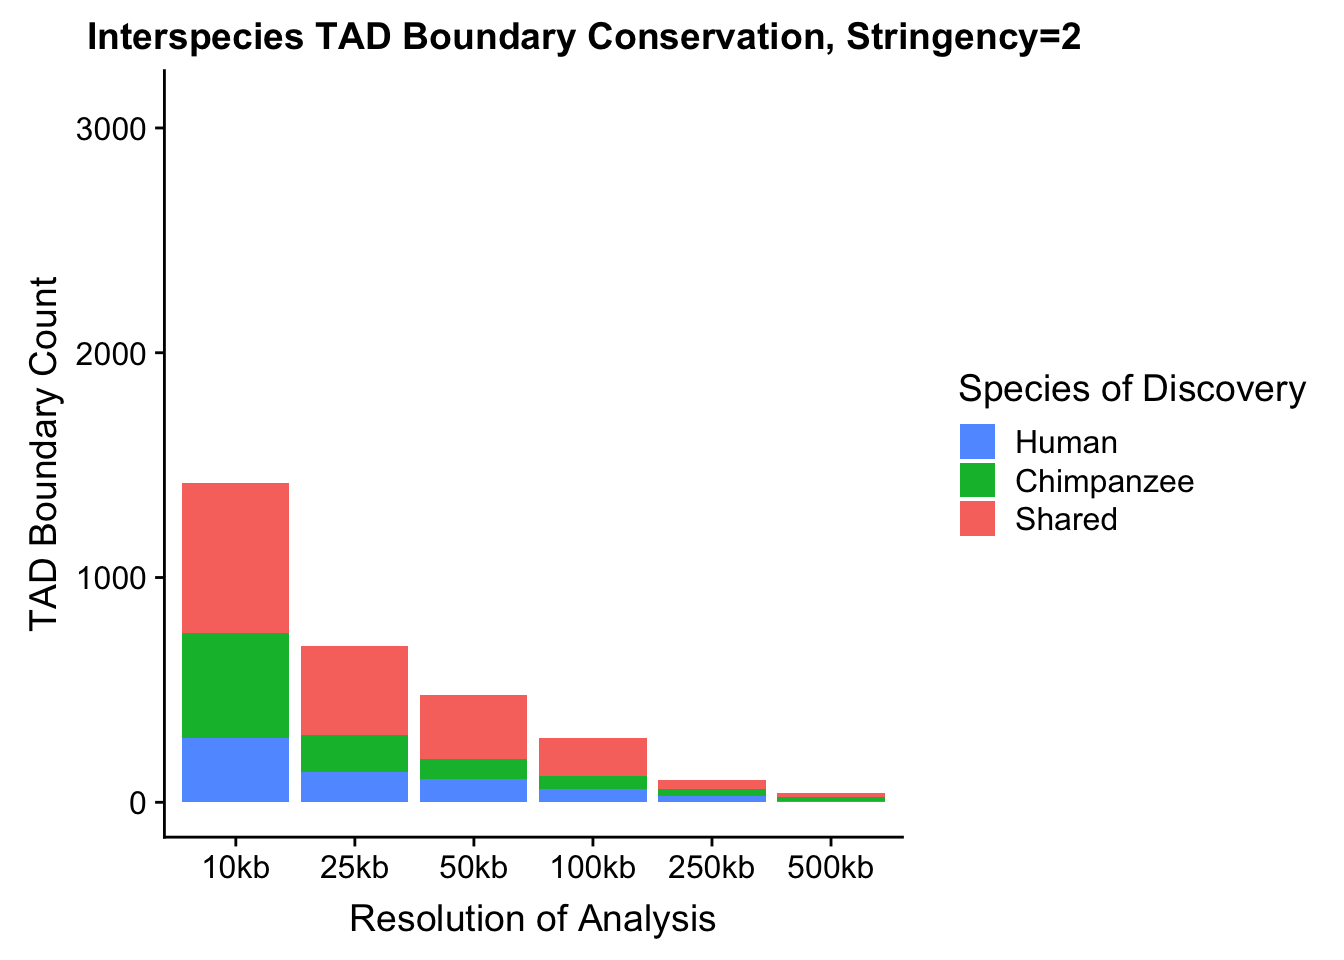 Interspecies TAD Boundary Conservation, Stringency=2
TAD Boundary Count
3000
2000
1000
0
10kb 25kb 50kb 100kb 250kb 500kb
Resolution of Analysis
Species of Discovery
Human
Chimpanzee
Shared